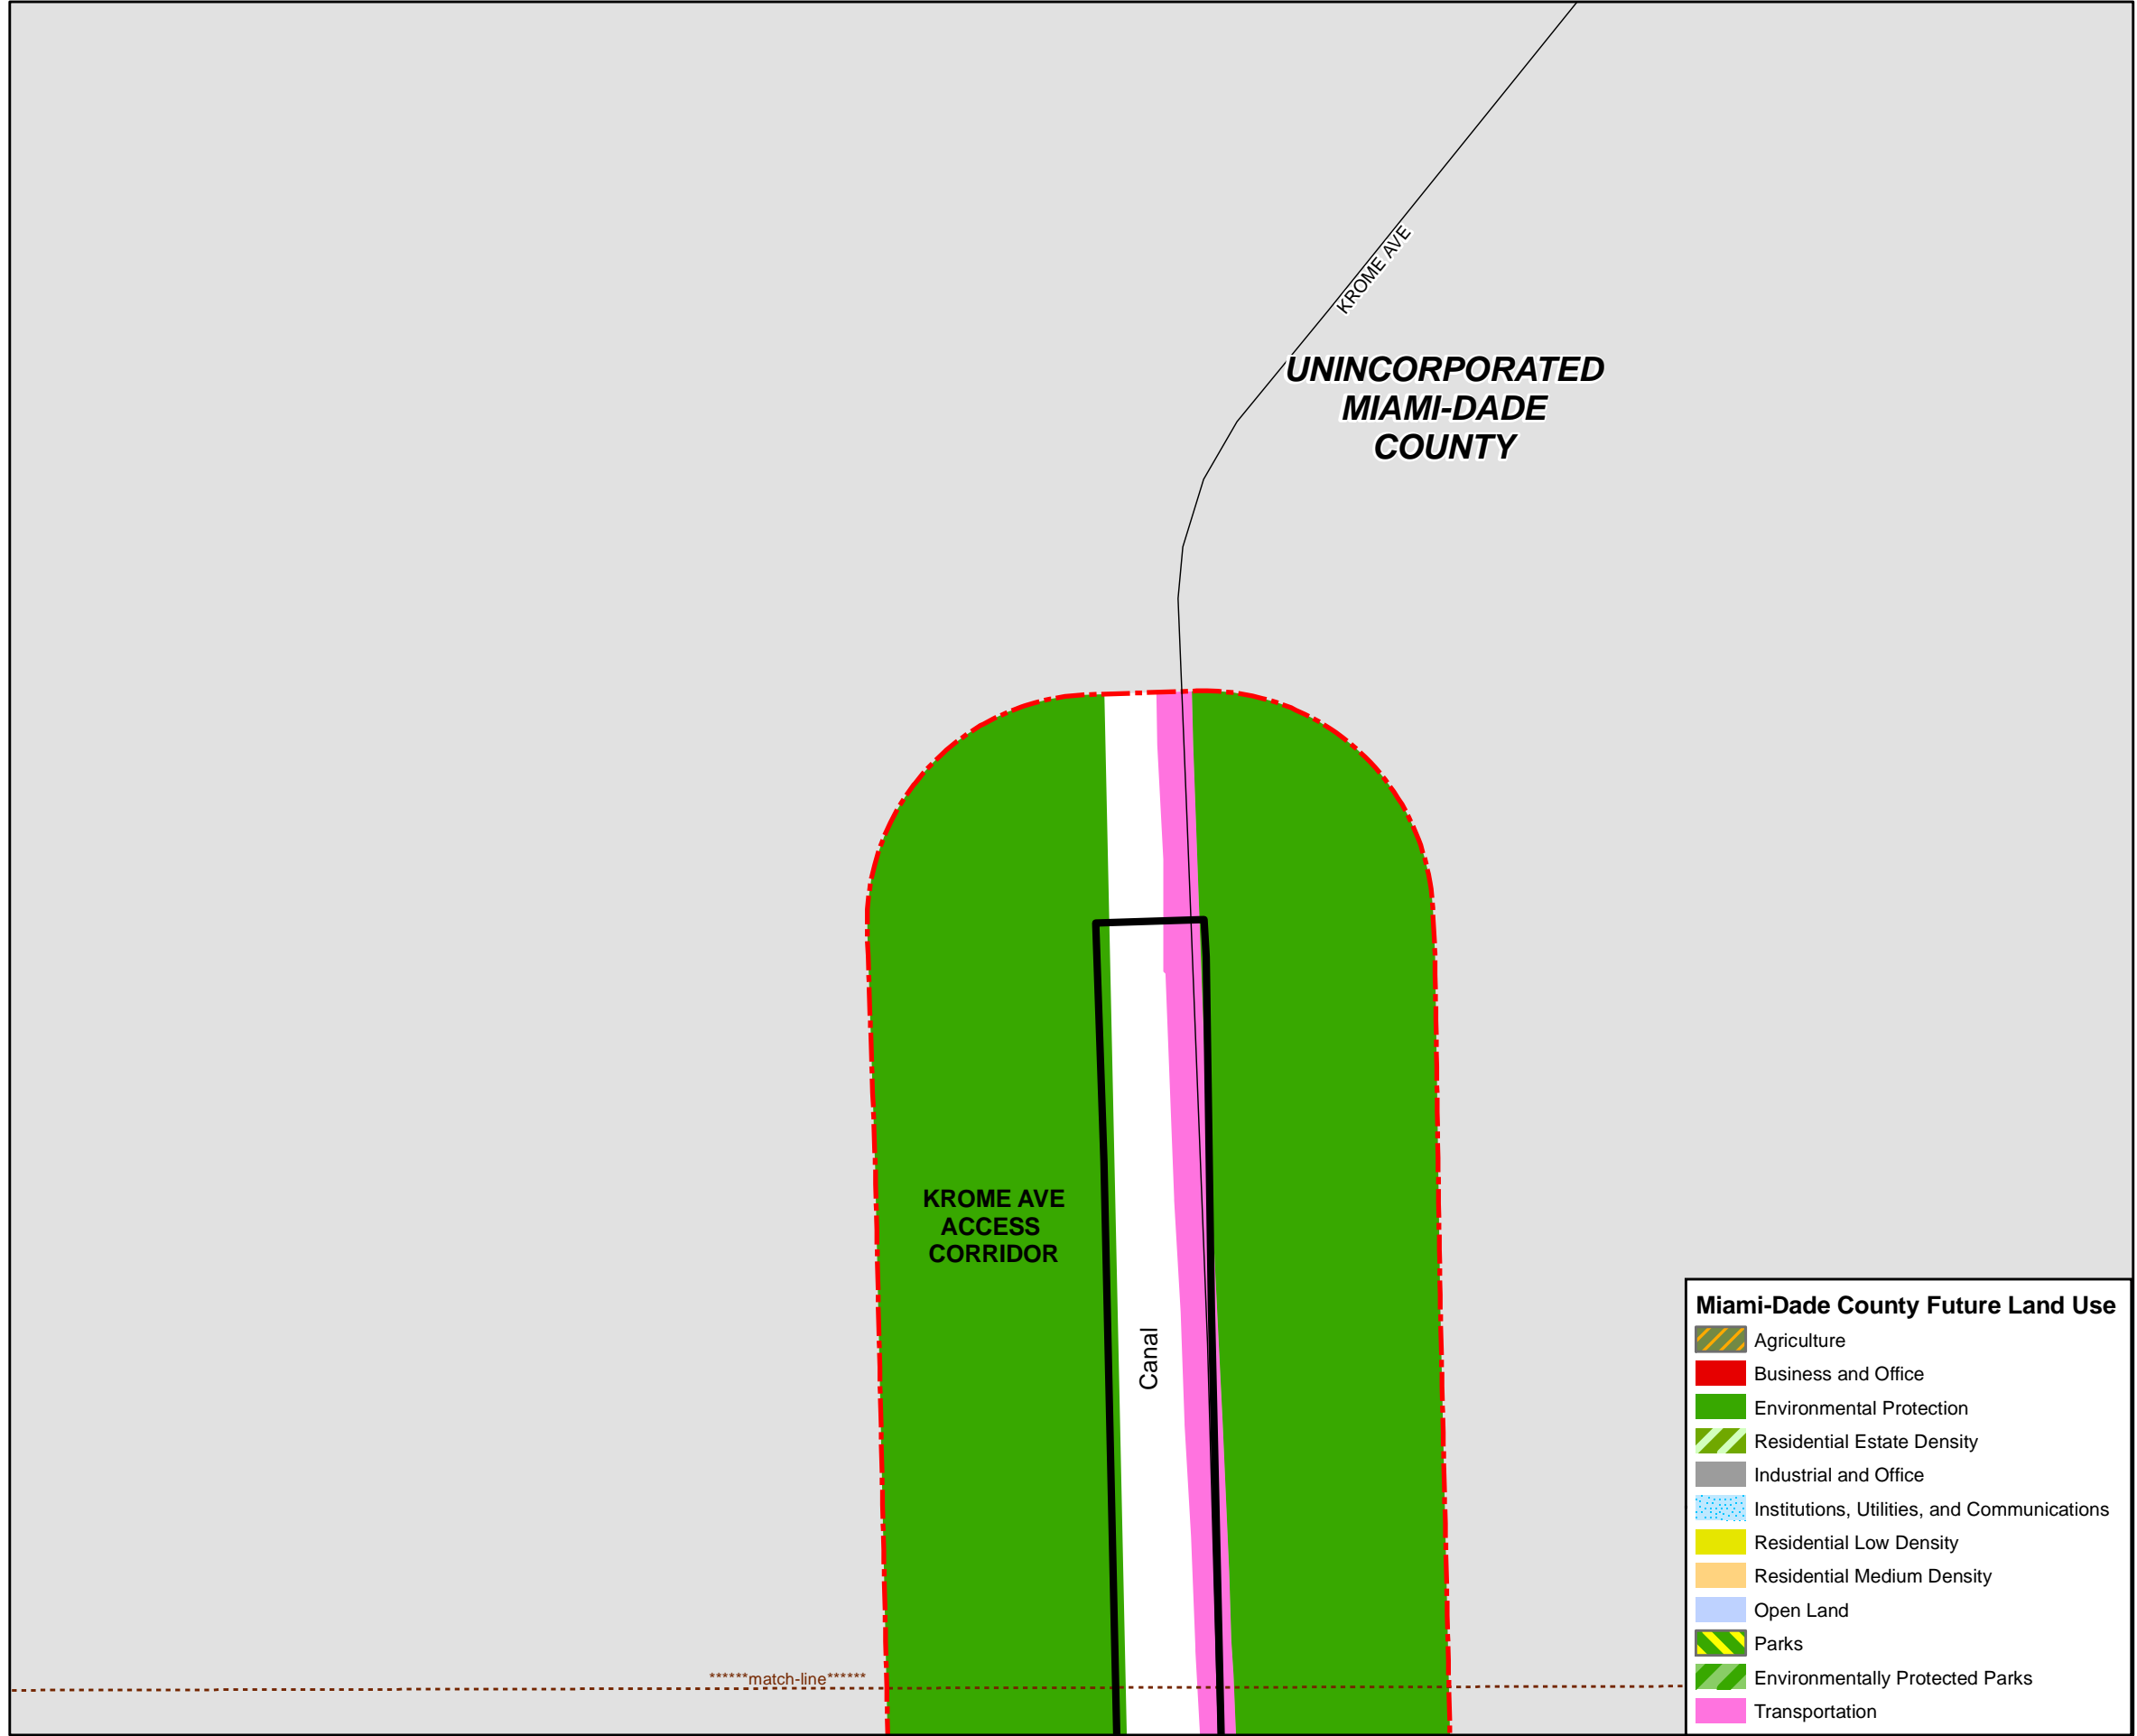 KROME AVE
UNINCORPORATED
MIAMI-DADE
COUNTY
KROME AVE
ACCESS
CORRIDOR
Canal
******match-line******
Miami-Dade County Future Land Use
Agriculture
Business and Office
Environmental Protection
Residential Estate Density
Industrial and Office
Institutions, Utilities, and Communications
Residential Low Density
Residential Medium Density
Open Land
Parks
Environmentally Protected Parks
Transportation